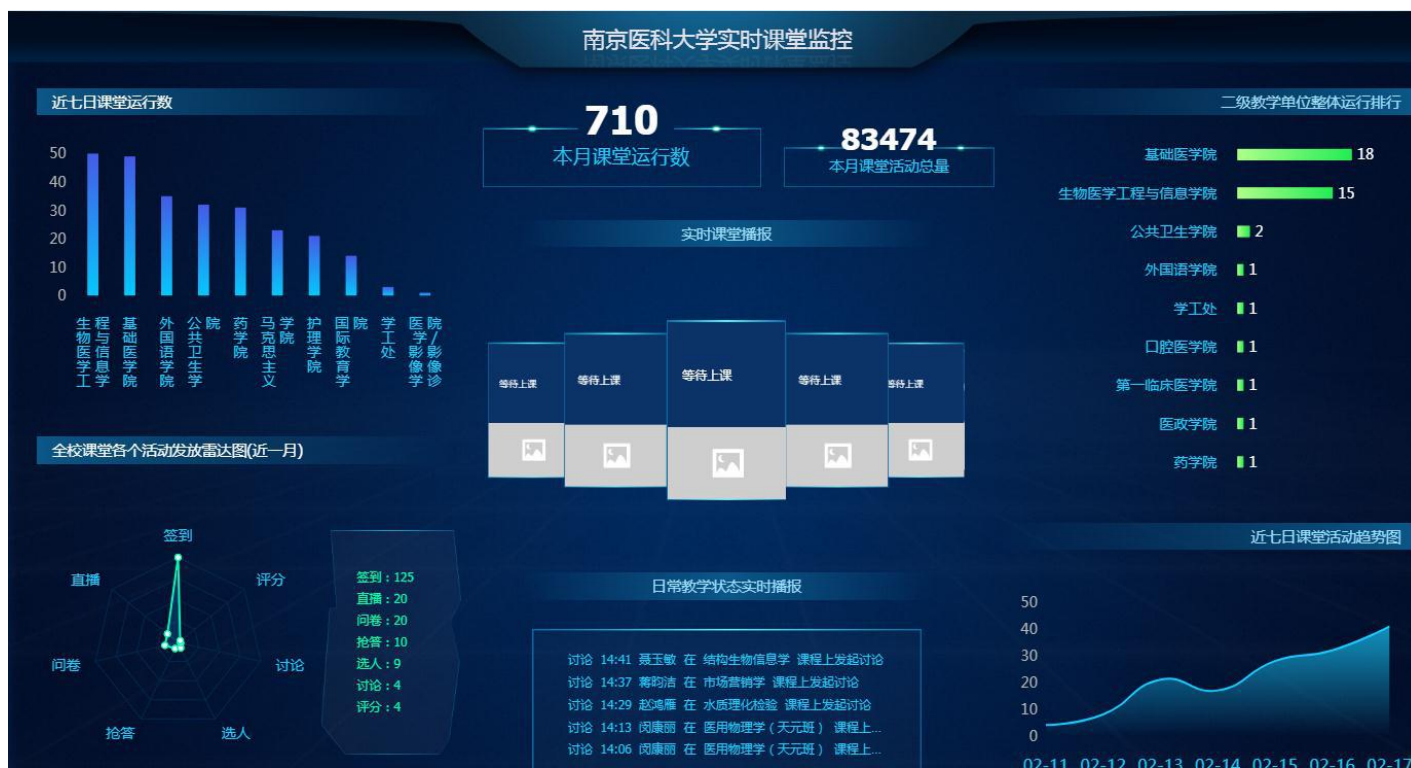 南京医科大学实时课堂监控
近七日课堂运行数
50
40
30
20
10
0
生物医学工程与信息学
基础医学院
外国语学院
公共卫生学院
药学院
马克思主义学院
护理学院
国际教育学院
学工处
医学影像学院/影像诊
全校课堂各个活动发放雷达图(近一月)
签到
评分
讨论
选人
抢答
问卷
直播
签到：125
直播：20
问卷：20
抢答：10
选人：9
讨论：4
评分：4
710
本月课堂运行数
83474
本月课堂活动总量
实时课堂播报
等待上课
等待上课
等待上课
等待上课
等待上课
日常教学状态实时播报
讨论 14:41 聂玉敏 在 结构生物信息学 课程上发起讨论
讨论 14:37 蒋昀洁 在 市场营销学 课程上发起讨论
讨论 14:29 赵鸿雁 在 水质理化检验 课程上发起讨论
讨论 14:13 闵康丽 在 医用物理学（天元班） 课程上...
讨论 14:06 闵康丽 在 医用物理学（天元班） 课程上...
二级教学单位整体运行排行
基础医学院 18
生物医学工程与信息学院 15
公共卫生学院 2
外国语学院 1
学工处 1
口腔医学院 1
第一临床医学院 1
医政学院 1
药学院 1
近七日课堂活动趋势图
50
40
30
20
10
0
02-11 02-12 02-13 02-14 02-15 02-16 02-17